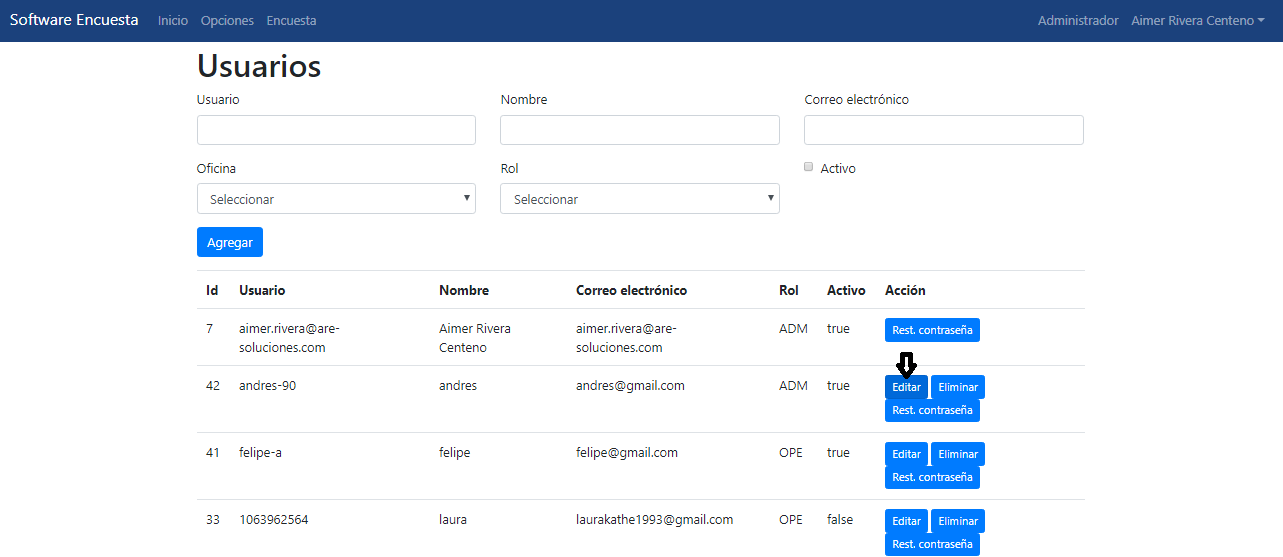 Software Encuesta Inicio Opciones Encuesta Administrador Aimer Rivera Centeno
Usuarios
Usuario Nombre Correo electrónico
Oficina Rol Activo
Seleccionar Seleccionar
Agregar
Id Usuario Nombre Correo electrónico Rol Activo Acción
7 aimer.rivera@are- Aimer Rivera aimer.rivera@are- ADM true Rest. contraseña
soluciones.com Centeno soluciones.com
42 andres-90 andres andres@gmail.com ADM true Editar Eliminar
Rest. contraseña
41 felipe-a felipe felipe@gmail.com OPE true Editar Eliminar
Rest. contraseña
33 1063962564 laura laurakathe1993@gmail.com OPE false Editar Eliminar
Rest. contraseña